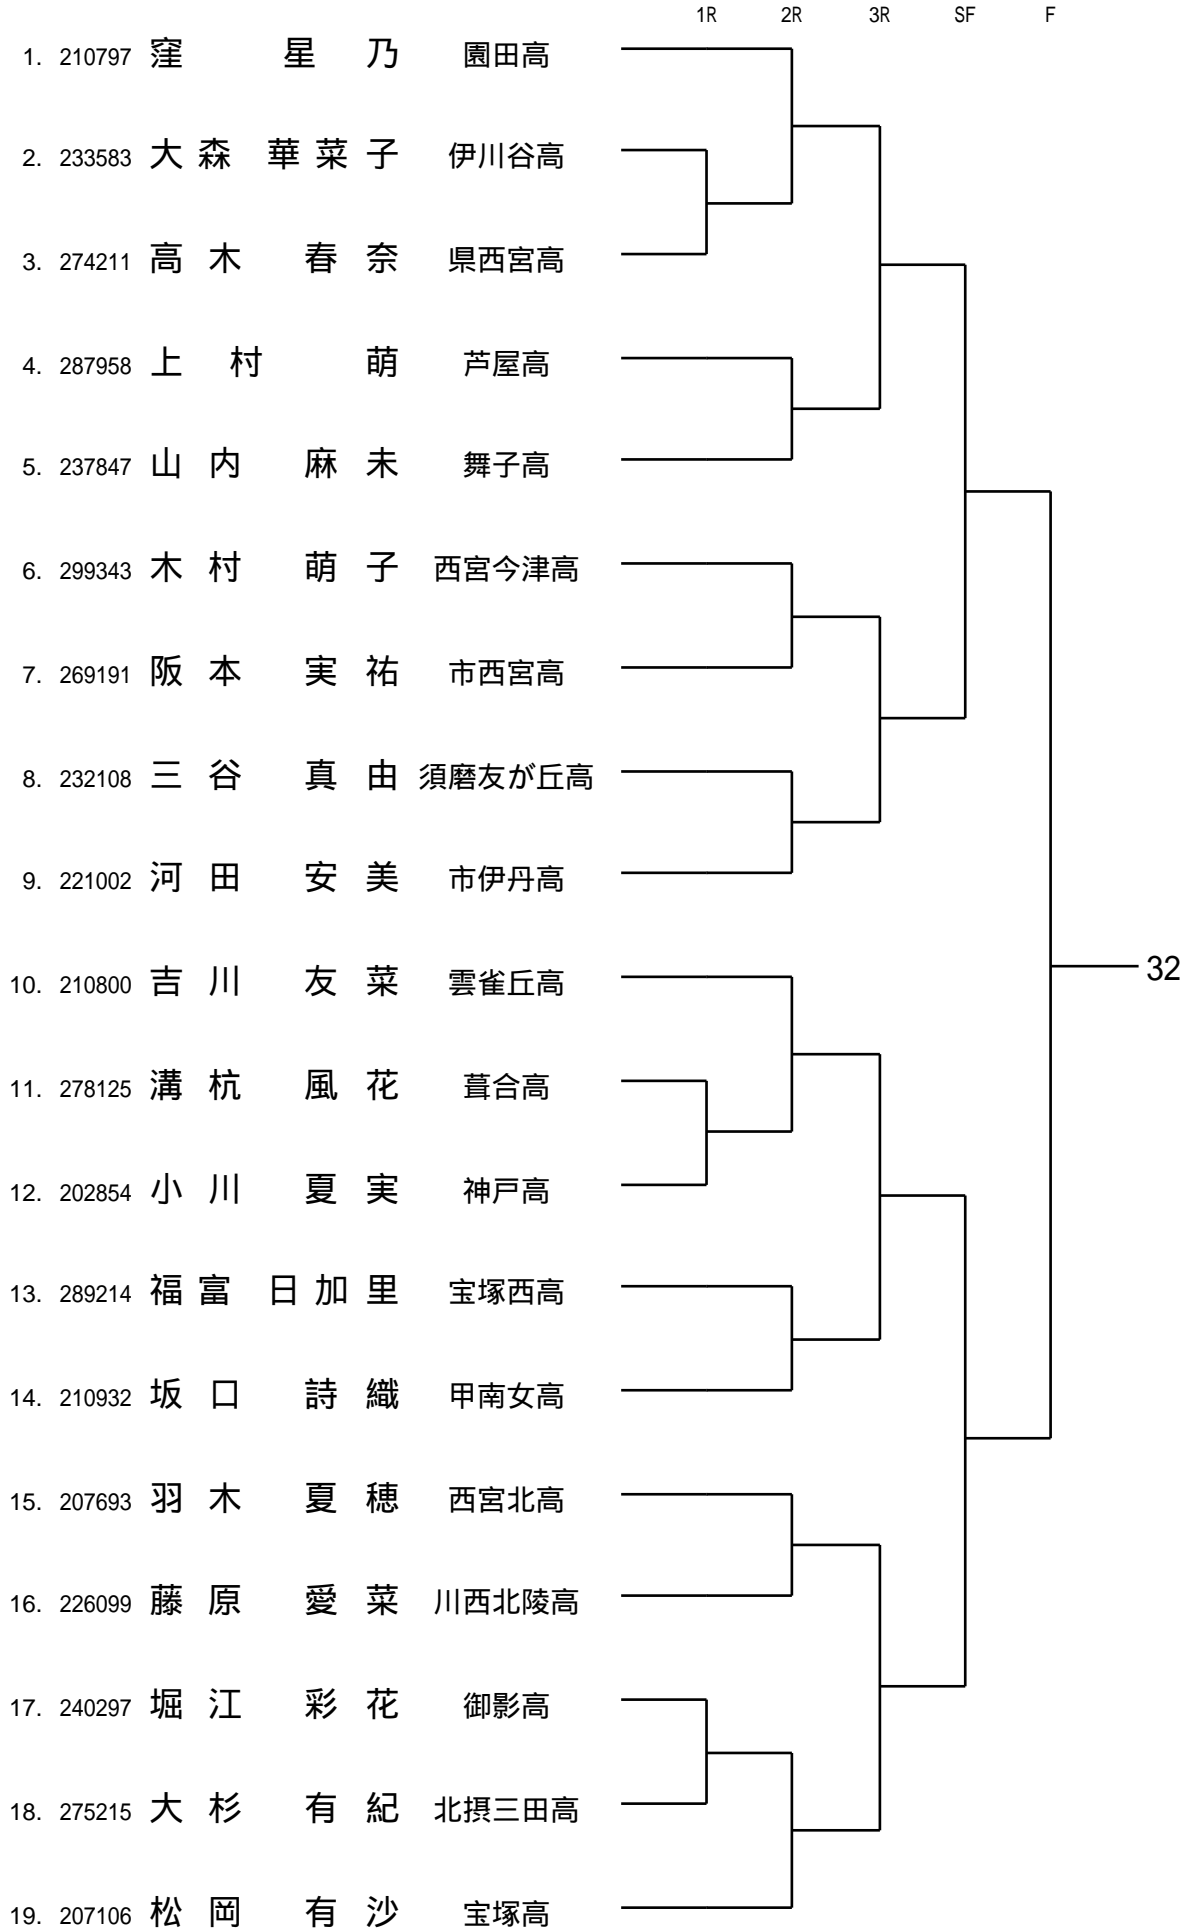 1R 2R 3R SF F
1. 210797 窪 星 乃 園田高
2. 233583 大 森 華 菜 子 伊川谷高
3. 274211 高 木 春 奈 県西宮高
4. 287958 上 村 萌 芦屋高
5. 237847 山 内 麻 未 舞子高
6. 299343 木 村 萌 子 西宮今津高
7. 269191 阪 本 実 祐 市西宮高
8. 232108 三 谷 真 由 須磨友が丘高
9. 221002 河 田 安 美 市伊丹高
32
10. 210800 吉 川 友 菜 雲雀丘高
11. 278125 溝 杭 風 花 葺合高
12. 202854 小 川 夏 実 神戸高
13. 289214 福 富 日 加 里 宝塚西高
14. 210932 坂 口 詩 織 甲南女高
15. 207693 羽 木 夏 穂 西宮北高
16. 226099 藤 原 愛 菜 川西北陵高
17. 240297 堀 江 彩 花 御影高
18. 275215 大 杉 有 紀 北摂三田高
19. 207106 松 岡 有 沙 宝塚高